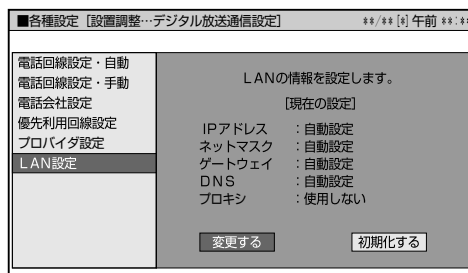 ■各種設定［設置調整…デジタル放送通信設定］ **/**[*]午前**:**
電話回線設定・自動
電話回線設定・手動
電話会社設定
優先利用回線設定
プロバイダ設定
LAN設定
LANの情報を設定します。
［現在の設定］
IPアドレス ：自動設定
ネットマスク ：自動設定
ゲートウェイ ：自動設定
DNS ：自動設定
プロキシ ：使用しない
変更する 初期化する